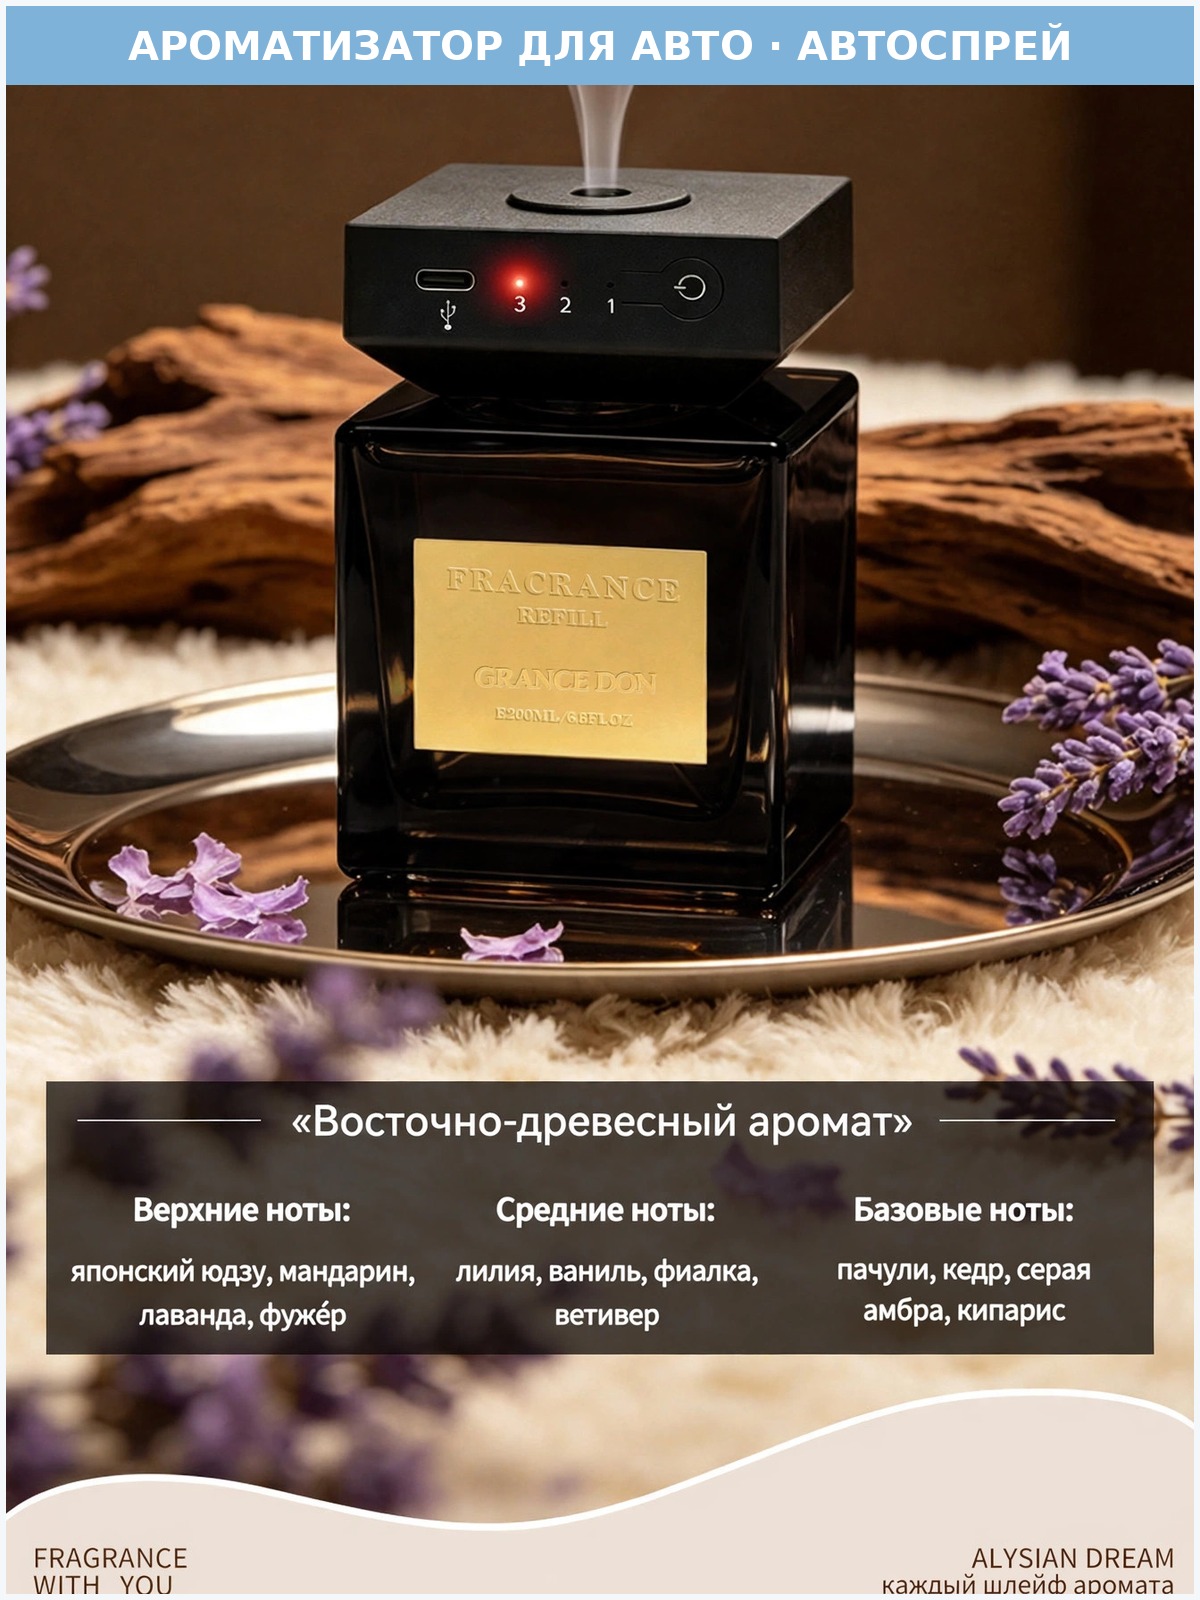 АРОМАТИЗАТОР ДЛЯ АВТО · АВТОСПРЕЙ
3 2 1
FRACRANCE
REFILL
GRANCE DON
E200ML/6.8FL.OZ
«Восточно-древесный аромат»
Верхние ноты:
японский юдзу, мандарин,
лаванда, фуже́р
Средние ноты:
лилия, ваниль, фиалка,
ветивер
Базовые ноты:
пачули, кедр, серая
амбра, кипарис
FRAGRANCE
WITH YOU
ALYSIAN DREAM
каждый шлейф аромата